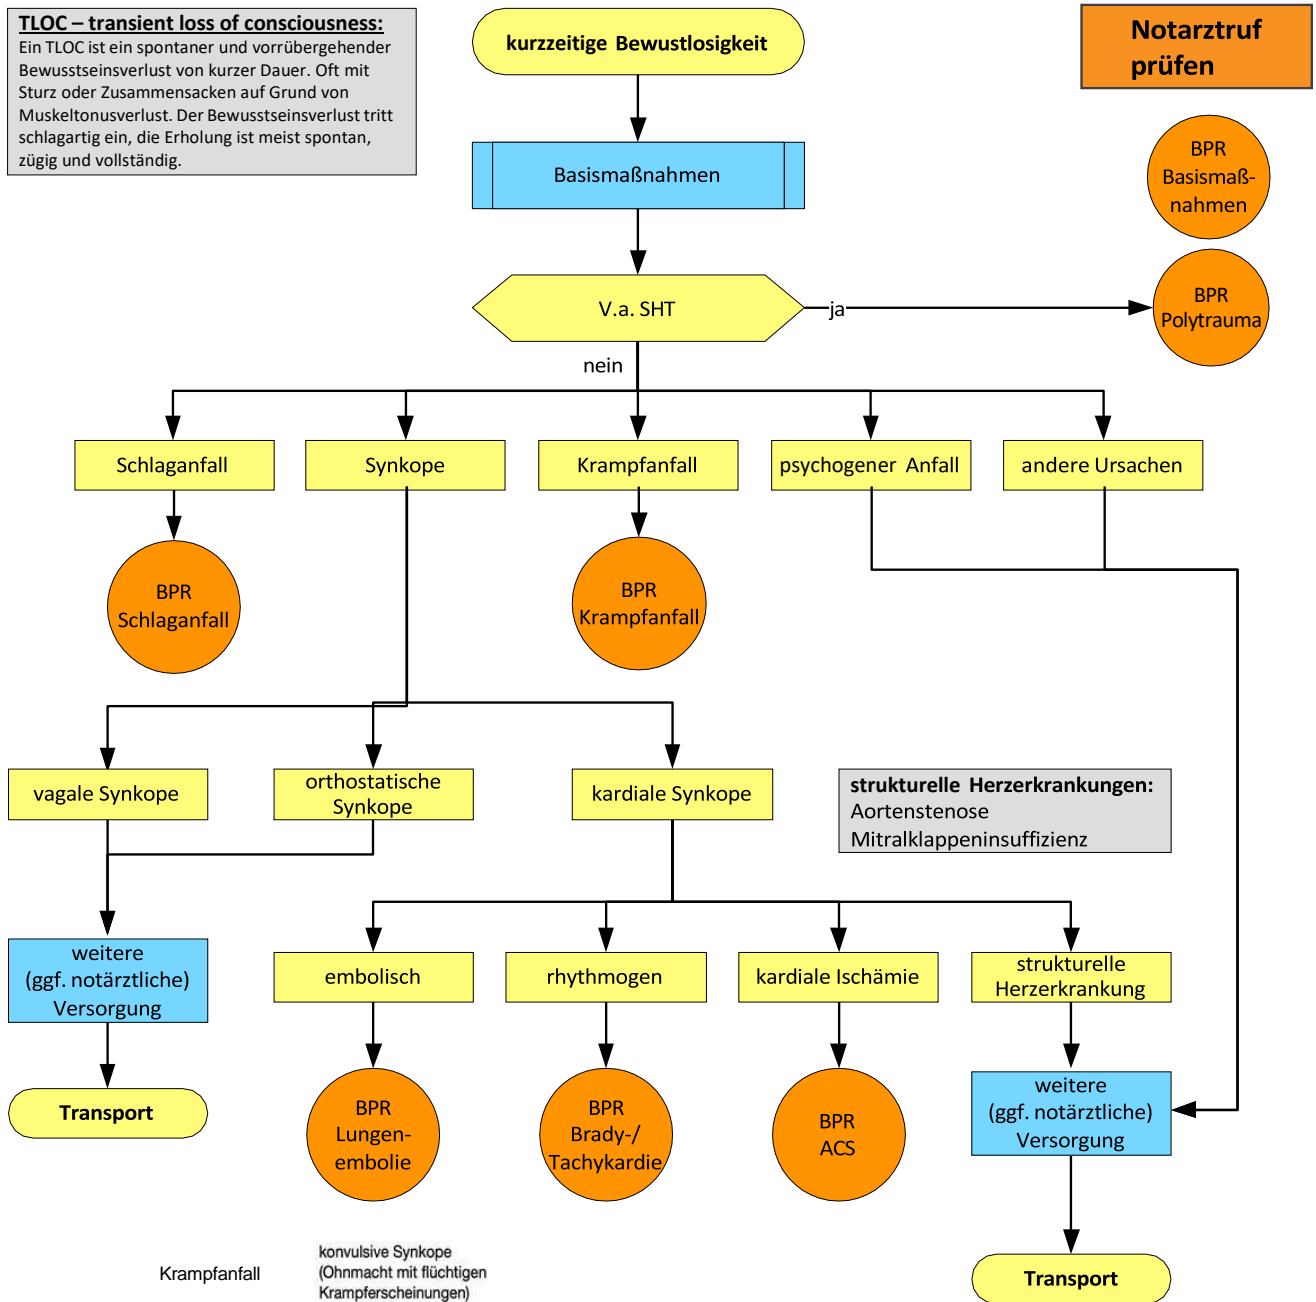 TLOC – transient loss of consciousness:
Ein TLOC ist ein spontaner und vorrübergehender
Bewusstseinsverlust von kurzer Dauer. Oft mit
Sturz oder Zusammensacken auf Grund von
Muskeltonusverlust. Der Bewusstseinsverlust tritt
schlagartig ein, die Erholung ist meist spontan,
zügig und vollständig.
kurzzeitige Bewustlosigkeit
Notarztruf
prüfen
Basismaßnahmen
BPR
Basismaß-
nahmen
V.a. SHT
ja
BPR
Polytrauma
nein
Schlaganfall
Synkope
Krampfanfall
psychogener Anfall
andere Ursachen
BPR
Schlaganfall
BPR
Krampfanfall
vagale Synkope
orthostatische
Synkope
kardiale Synkope
strukturelle Herzerkrankungen:
Aortenstenose
Mitralklappeninsuffizienz
weitere
(ggf. notärztliche)
Versorgung
embolisch
rhythmogen
kardiale Ischämie
strukturelle
Herzerkrankung
Transport
BPR
Lungen-
embolie
BPR
Brady-/
Tachykardie
BPR
ACS
weitere
(ggf. notärztliche)
Versorgung
Transport
Krampfanfall
konvulsive Synkope
(Ohnmacht mit flüchtigen
Krampferscheinungen)